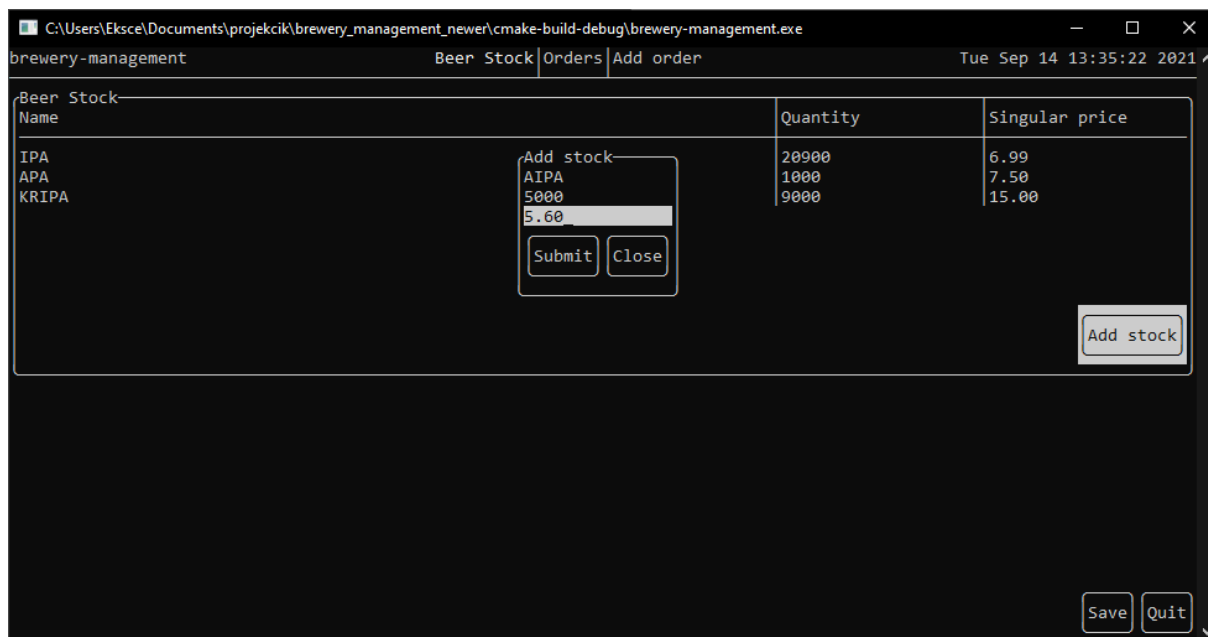 C:\Users\Eksce\Documents\projekcik\brewery_management_newer\cmake-build-debug\brewery-management.exe
brewery-management Beer Stock Orders Add order Tue Sep 14 13:35:22 2021
Beer Stock
Name Quantity Singular price
IPA 20900 6.99
APA 1000 7.50
KRIPA 9000 15.00
Add stock
AIPA
5000
5.60_
Submit Close
Add stock
Save Quit